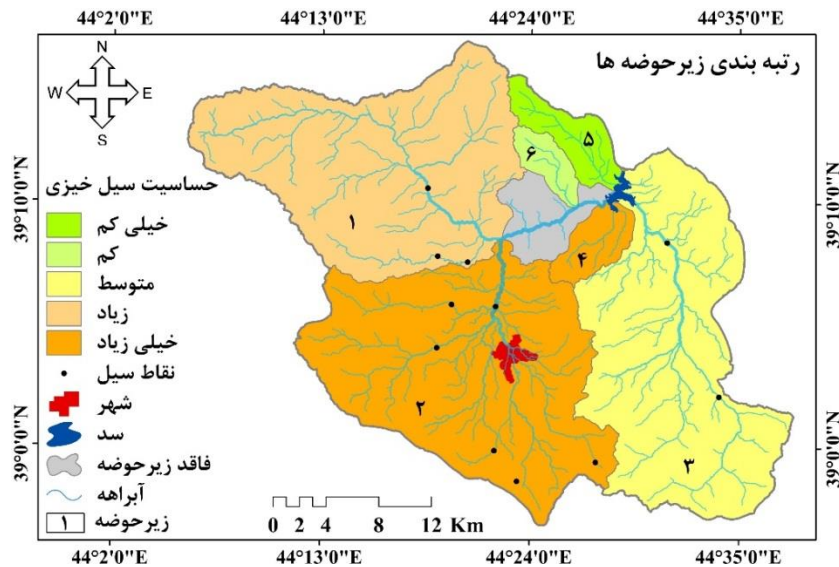 44°2'0"E 44°13'0"E 44°24'0"E 44°35'0"E
رتبه بندی زیرحوضه ها
N
W E
S
39°10'0"N 39°10'0"N
حساسیت سیل خیزی
خیلی کم
کم
متوسط
زیاد
خیلی زیاد
نقاط سیل
شهر
سد
فاقد زیرحوضه
آبراهه
۱ زیرحوضه
۵
۶
۱
۴
۲
۳
39°0'0"N 39°0'0"N
0 2 4 8 12 Km
44°2'0"E 44°13'0"E 44°24'0"E 44°35'0"E